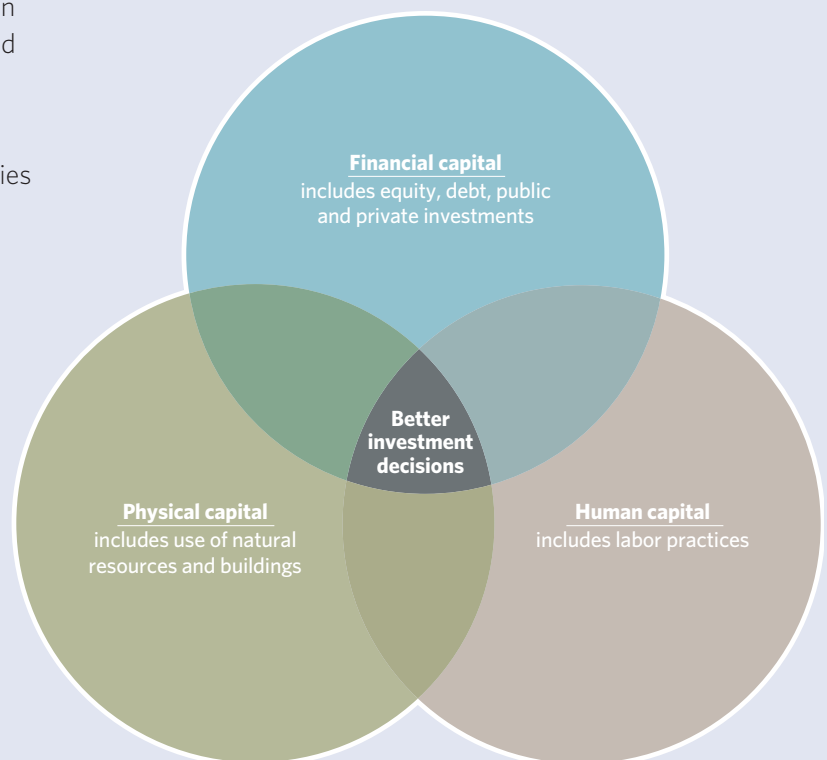 n
d
ies
Financial capital
includes equity, debt, public
and private investments
Better
investment
decisions
Physical capital
includes use of natural
resources and buildings
Human capital
includes labor practices